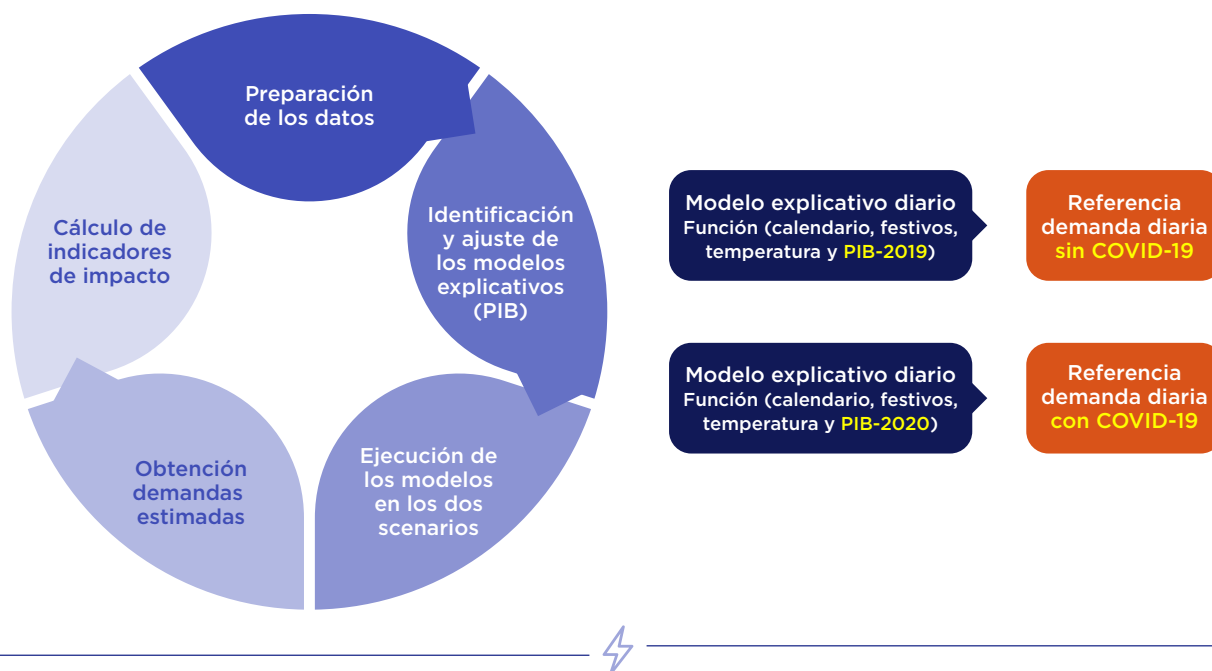 Preparación
de los datos
Identificación
y ajuste de
los modelos
explicativos
(PIB)
Ejecución de
los modelos
en los dos
scenarios
Obtención
demandas
estimadas
Cálculo de
indicadores
de impacto
Modelo explicativo diario
Función (calendario, festivos,
temperatura y PIB-2019)
Referencia
demanda diaria
sin COVID-19
Modelo explicativo diario
Función (calendario, festivos,
temperatura y PIB-2020)
Referencia
demanda diaria
con COVID-19